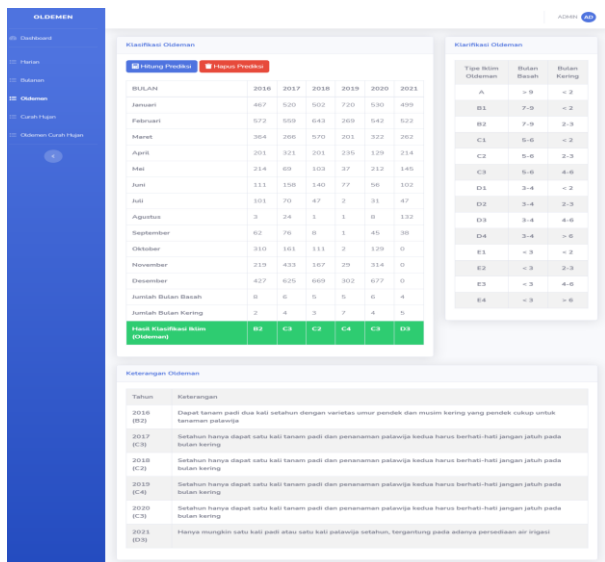 OLDEMEN
ADMIN AD
Dashboard
Harian
Bulanan
Oldemen
Curah Hujan
Oldemen Curah Hujan
Klasifikasi Oldeman
Hitung Prediksi Hapus Prediksi
BULAN 2016 2017 2018 2019 2020 2021
Januari 467 520 502 720 530 499
Februari 572 559 643 269 542 522
Maret 364 266 570 201 322 262
April 201 321 201 235 129 214
Mai 214 69 103 37 212 145
Juni 111 158 140 77 56 102
Juli 101 70 47 2 31 47
Agustus 3 24 1 1 8 132
September 62 76 8 1 45 38
Oktober 310 161 111 2 129 0
November 219 433 167 29 314 0
Desember 427 625 669 302 677 0
Jumlah Bulan Basah 8 6 5 5 6 4
Jumlah Bulan Kering 2 4 3 7 4 5
Hasil Klasifikasi Iklim B2 C3 C2 C4 C3 D3
(Oldeman)
Klarifikasi Oldeman
Tipe Iklim Bulan Bulan
Oldeman Basah Kering
A > 9 < 2
B1 7-9 < 2
B2 7-9 2-3
C1 5-6 < 2
C2 5-6 2-3
C3 5-6 4-6
D1 3-4 < 2
D2 3-4 2-3
D3 3-4 4-6
D4 3-4 > 6
E1 < 3 < 2
E2 < 3 2-3
E3 < 3 4-6
E4 < 3 > 6
Keterangan Oldeman
Tahun Keterangan
2016 Dapat tanam padi dua kali setahun dengan varietas umur pendek dan musim kering yang pendek cukup untuk
(B2) tanaman palawija
2017 Setahun hanya dapat satu kali tanam padi dan penanaman palawija kedua harus berhati-hati jangan jatuh pada
(C3) bulan kering
2018 Setahun hanya dapat satu kali tanam padi dan penanaman palawija kedua harus berhati-hati jangan jatuh pada
(C2) bulan kering
2019 Setahun hanya dapat satu kali tanam padi dan penanaman palawija kedua harus berhati-hati jangan jatuh pada
(C4) bulan kering
2020 Setahun hanya dapat satu kali tanam padi dan penanaman palawija kedua harus berhati-hati jangan jatuh pada
(C3) bulan kering
2021 Hanya mungkin satu kali padi atau satu kali palawija setahun, tergantung pada adanya persediaan air irigasi
(D3)